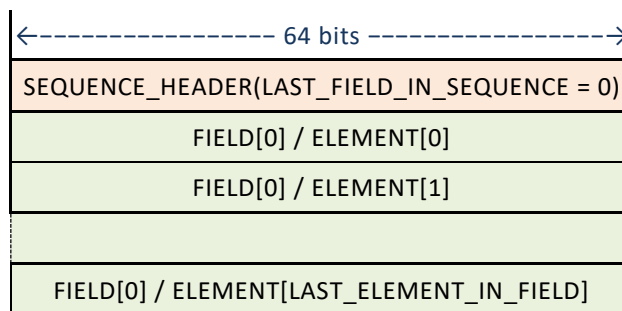 ←------------------ 64 bits ------------------→
SEQUENCE_HEADER(LAST_FIELD_IN_SEQUENCE = 0)
FIELD[0] / ELEMENT[0]
FIELD[0] / ELEMENT[1]
FIELD[0] / ELEMENT[LAST_ELEMENT_IN_FIELD]